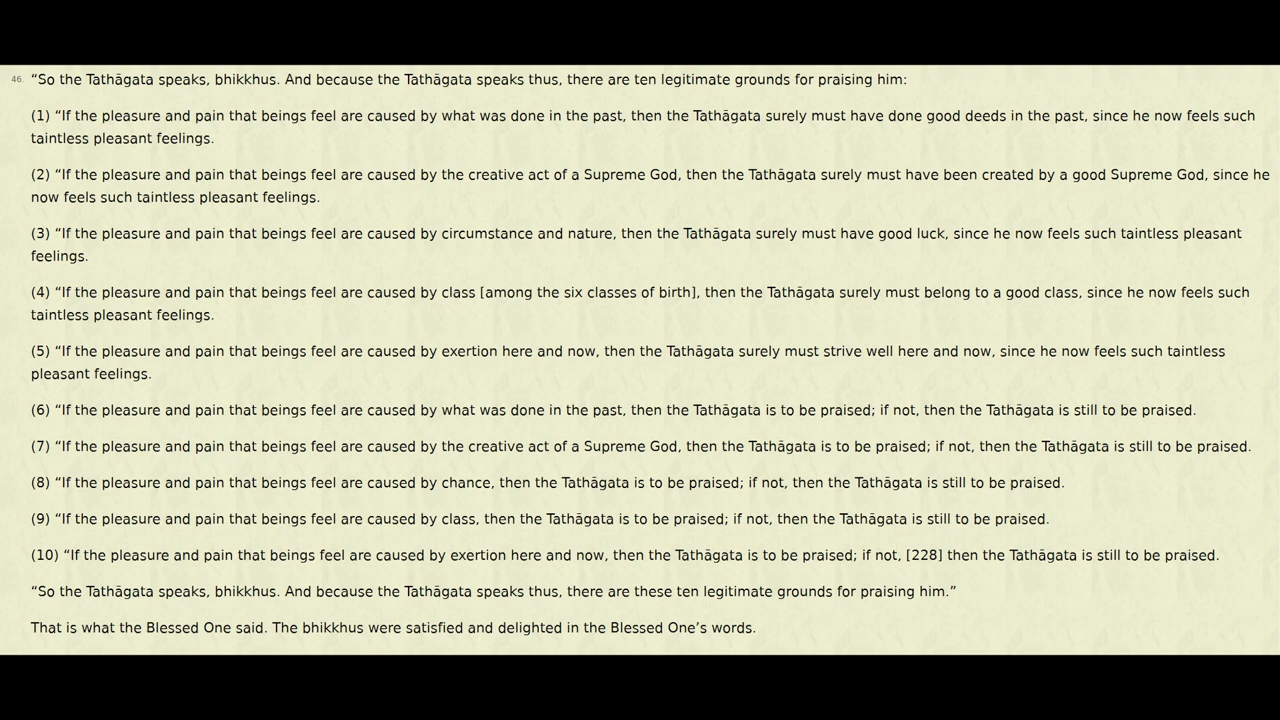 46. “So the Tathāgata speaks, bhikkhus. And because the Tathāgata speaks thus, there are ten legitimate grounds for praising him:
(1) “If the pleasure and pain that beings feel are caused by what was done in the past, then the Tathāgata surely must have done good deeds in the past, since he now feels such
taintless pleasant feelings.
(2) “If the pleasure and pain that beings feel are caused by the creative act of a Supreme God, then the Tathāgata surely must have been created by a good Supreme God, since he
now feels such taintless pleasant feelings.
(3) “If the pleasure and pain that beings feel are caused by circumstance and nature, then the Tathāgata surely must have good luck, since he now feels such taintless pleasant
feelings.
(4) “If the pleasure and pain that beings feel are caused by class [among the six classes of birth], then the Tathāgata surely must belong to a good class, since he now feels such
taintless pleasant feelings.
(5) “If the pleasure and pain that beings feel are caused by exertion here and now, then the Tathāgata surely must strive well here and now, since he now feels such taintless
pleasant feelings.
(6) “If the pleasure and pain that beings feel are caused by what was done in the past, then the Tathāgata is to be praised; if not, then the Tathāgata is still to be praised.
(7) “If the pleasure and pain that beings feel are caused by the creative act of a Supreme God, then the Tathāgata is to be praised; if not, then the Tathāgata is still to be praised.
(8) “If the pleasure and pain that beings feel are caused by chance, then the Tathāgata is to be praised; if not, then the Tathāgata is still to be praised.
(9) “If the pleasure and pain that beings feel are caused by class, then the Tathāgata is to be praised; if not, then the Tathāgata is still to be praised.
(10) “If the pleasure and pain that beings feel are caused by exertion here and now, then the Tathāgata is to be praised; if not, [228] then the Tathāgata is still to be praised.
“So the Tathāgata speaks, bhikkhus. And because the Tathāgata speaks thus, there are these ten legitimate grounds for praising him.”
That is what the Blessed One said. The bhikkhus were satisfied and delighted in the Blessed One’s words.